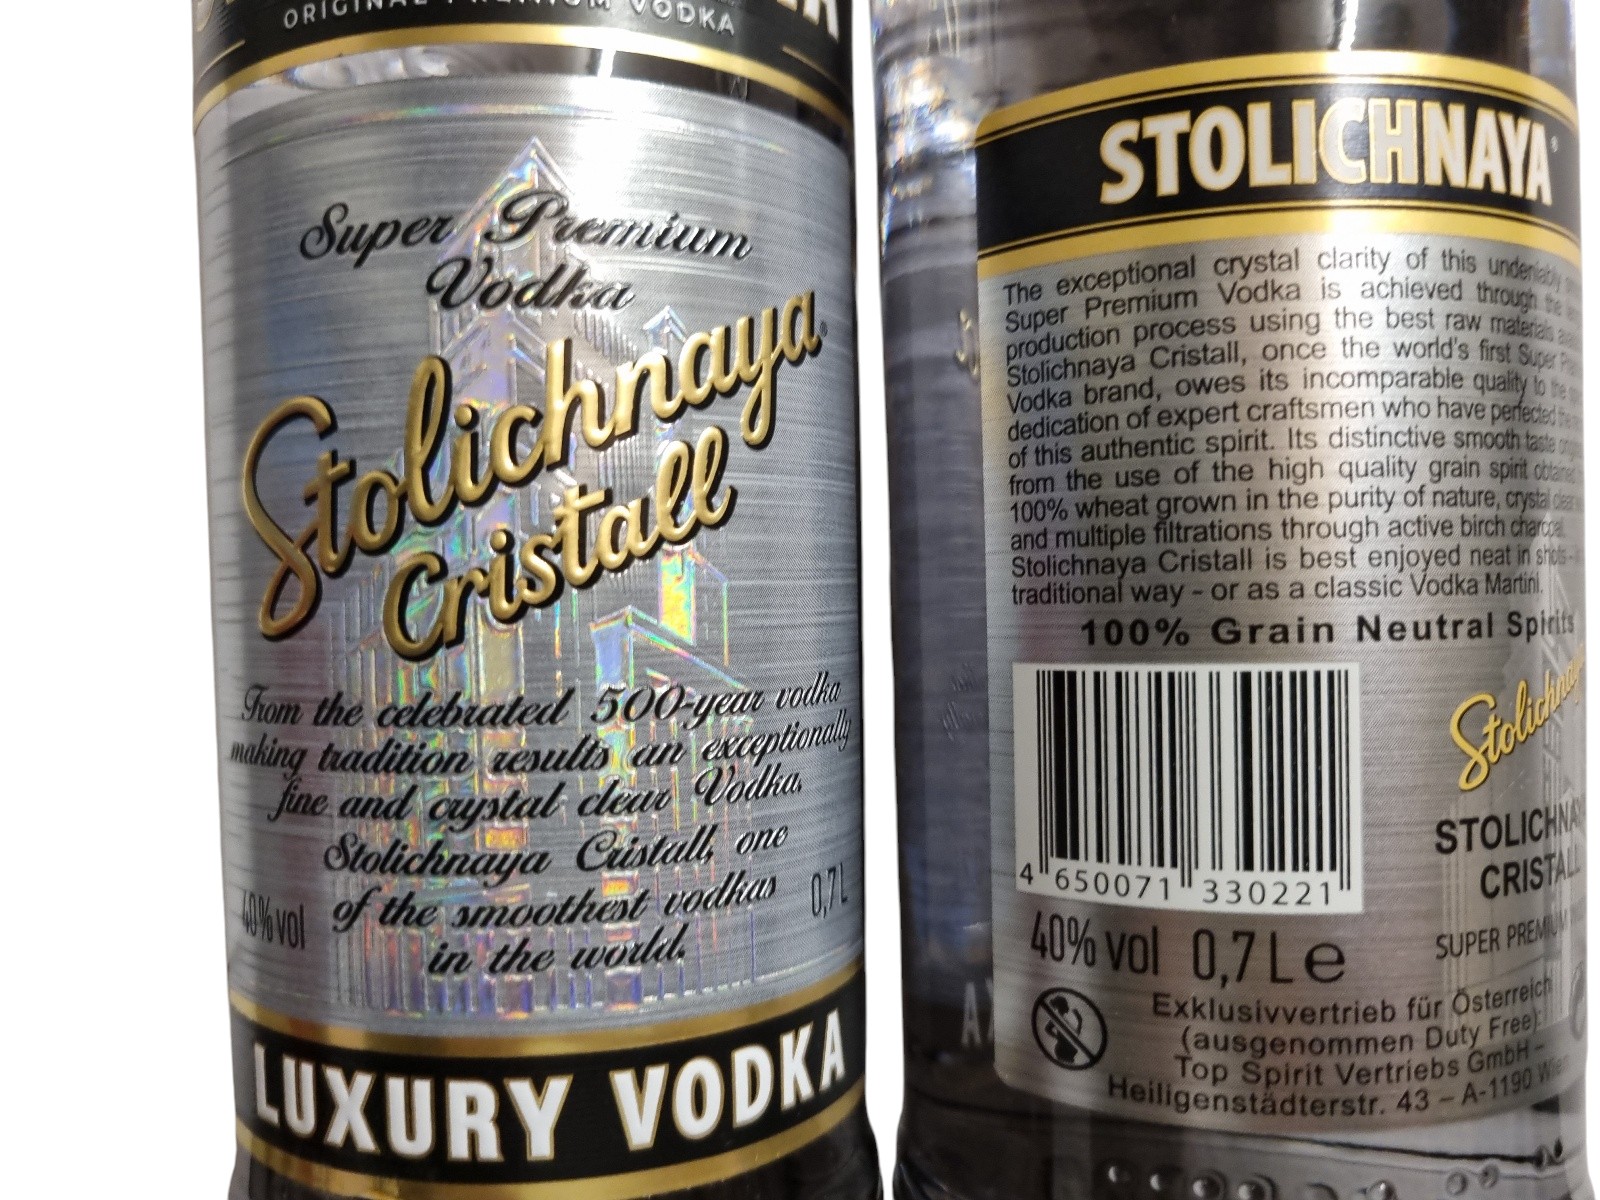 ORIGINAL PREMIUM VODKA
Super Premium
Vodka
Stolichnaya®
Cristall
From the celebrated 500-year vodka
making tradition results an exceptionally
fine and crystal clear Vodka.
Stolichnaya Cristall, one
of the smoothest vodkas
in the world.
40%vol
0,7L
LUXURY VODKA
STOLICHNAYA®
The exceptional crystal clarity of this undeniably
Super Premium Vodka is achieved through the
production process using the best raw materials
Stolichnaya Cristall, once the world's first Super
Vodka brand, owes its incomparable quality to the
dedication of expert craftsmen who have perfected
of this authentic spirit. Its distinctive smooth taste
from the use of the high quality grain spirit obtained
100% wheat grown in the purity of nature, crystal clear
and multiple filtrations through active birch charcoal.
Stolichnaya Cristall is best enjoyed neat in shots -
traditional way - or as a classic Vodka Martini.
100% Grain Neutral Spirits
4 650071 330221
Stolichnaya
STOLICHNAYA
CRISTALL
SUPER PREMIUM
40% vol 0,7 L e
Exklusivvertrieb für Österreich
(ausgenommen Duty Free):
Top Spirit Vertriebs GmbH –
Heiligenstädterstr. 43 – A-1190 Wien